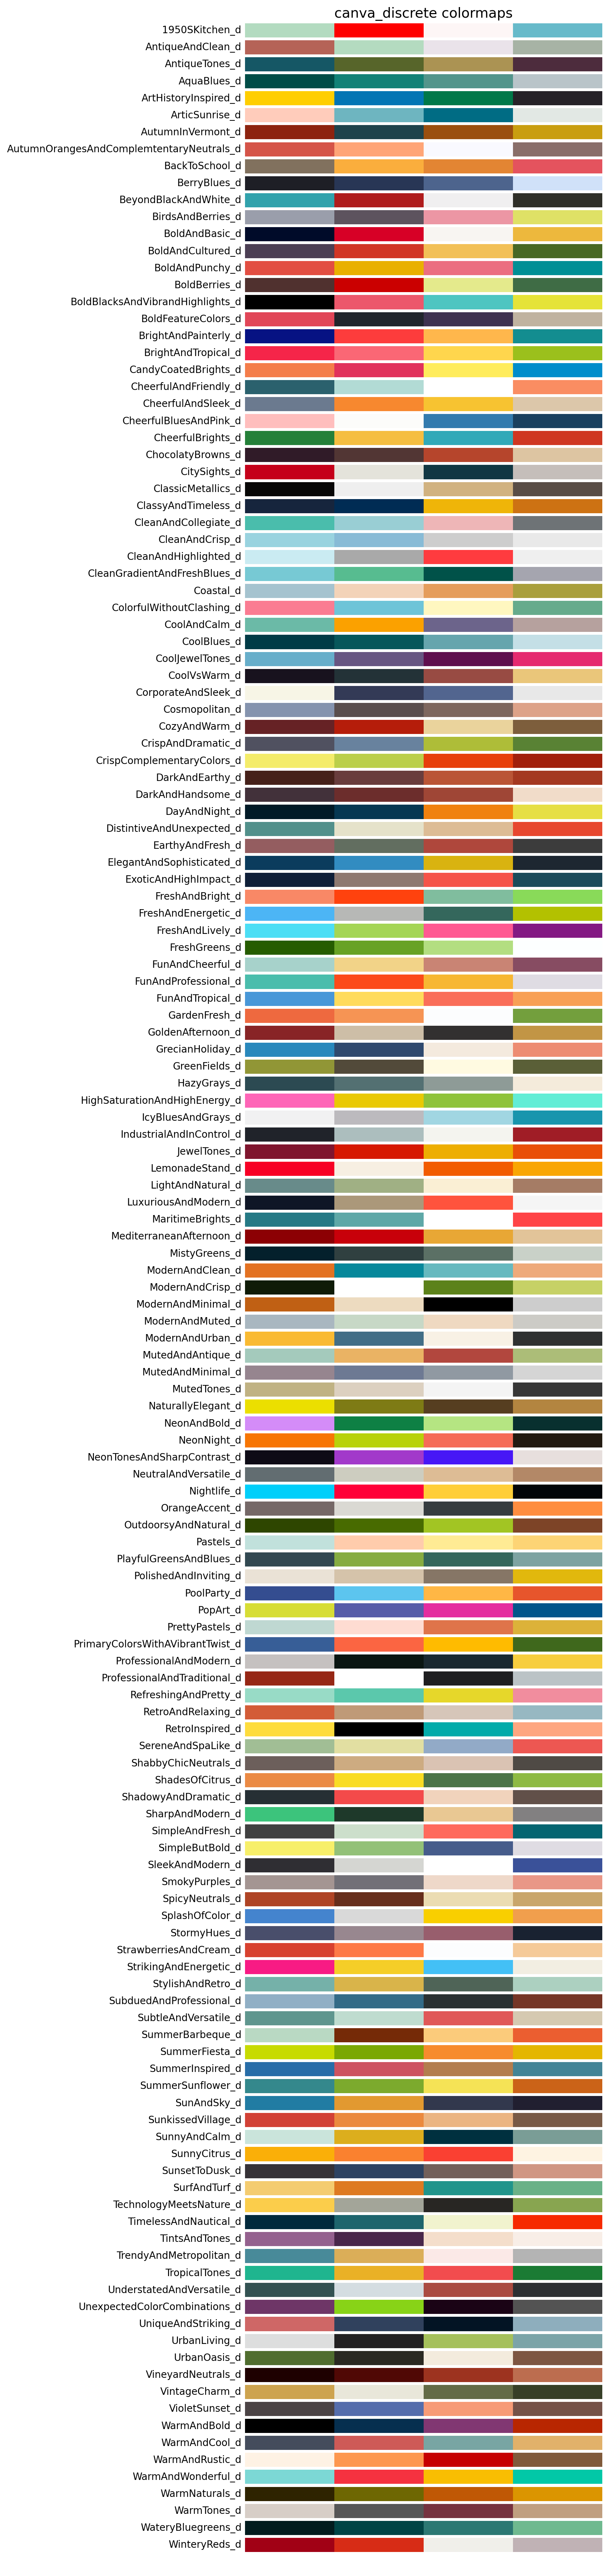 canva_discrete colormaps
1950SKitchen_d
AntiqueAndClean_d
AntiqueTones_d
AquaBlues_d
ArtHistoryInspired_d
ArticSunrise_d
AutumnInVermont_d
AutumnOrangesAndComplemtentaryNeutrals_d
BackToSchool_d
BerryBlues_d
BeyondBlackAndWhite_d
BirdsAndBerries_d
BoldAndBasic_d
BoldAndCultured_d
BoldAndPunchy_d
BoldBerries_d
BoldBlacksAndVibrandHighlights_d
BoldFeatureColors_d
BrightAndPainterly_d
BrightAndTropical_d
CandyCoatedBrights_d
CheerfulAndFriendly_d
CheerfulAndSleek_d
CheerfulBluesAndPink_d
CheerfulBrights_d
ChocolatyBrowns_d
CitySights_d
ClassicMetallics_d
ClassyAndTimeless_d
CleanAndCollegiate_d
CleanAndCrisp_d
CleanAndHighlighted_d
CleanGradientAndFreshBlues_d
Coastal_d
ColorfulWithoutClashing_d
CoolAndCalm_d
CoolBlues_d
CoolJewelTones_d
CoolVsWarm_d
CorporateAndSleek_d
Cosmopolitan_d
CozyAndWarm_d
CrispAndDramatic_d
CrispComplementaryColors_d
DarkAndEarthy_d
DarkAndHandsome_d
DayAndNight_d
DistintiveAndUnexpected_d
EarthyAndFresh_d
ElegantAndSophisticated_d
ExoticAndHighImpact_d
FreshAndBright_d
FreshAndEnergetic_d
FreshAndLively_d
FreshGreens_d
FunAndCheerful_d
FunAndProfessional_d
FunAndTropical_d
GardenFresh_d
GoldenAfternoon_d
GrecianHoliday_d
GreenFields_d
HazyGrays_d
HighSaturationAndHighEnergy_d
IcyBluesAndGrays_d
IndustrialAndInControl_d
JewelTones_d
LemonadeStand_d
LightAndNatural_d
LuxuriousAndModern_d
MaritimeBrights_d
MediterraneanAfternoon_d
MistyGreens_d
ModernAndClean_d
ModernAndCrisp_d
ModernAndMinimal_d
ModernAndMuted_d
ModernAndUrban_d
MutedAndAntique_d
MutedAndMinimal_d
MutedTones_d
NaturallyElegant_d
NeonAndBold_d
NeonNight_d
NeonTonesAndSharpContrast_d
NeutralAndVersatile_d
Nightlife_d
OrangeAccent_d
OutdoorsyAndNatural_d
Pastels_d
PlayfulGreensAndBlues_d
PolishedAndInviting_d
PoolParty_d
PopArt_d
PrettyPastels_d
PrimaryColorsWithAVibrantTwist_d
ProfessionalAndModern_d
ProfessionalAndTraditional_d
RefreshingAndPretty_d
RetroAndRelaxing_d
RetroInspired_d
SereneAndSpaLike_d
ShabbyChicNeutrals_d
ShadesOfCitrus_d
ShadowyAndDramatic_d
SharpAndModern_d
SimpleAndFresh_d
SimpleButBold_d
SleekAndModern_d
SmokyPurples_d
SpicyNeutrals_d
SplashOfColor_d
StormyHues_d
StrawberriesAndCream_d
StrikingAndEnergetic_d
StylishAndRetro_d
SubduedAndProfessional_d
SubtleAndVersatile_d
SummerBarbeque_d
SummerFiesta_d
SummerInspired_d
SummerSunflower_d
SunAndSky_d
SunkissedVillage_d
SunnyAndCalm_d
SunnyCitrus_d
SunsetToDusk_d
SurfAndTurf_d
TechnologyMeetsNature_d
TimelessAndNautical_d
TintsAndTones_d
TrendyAndMetropolitan_d
TropicalTones_d
UnderstatedAndVersatile_d
UnexpectedColorCombinations_d
UniqueAndStriking_d
UrbanLiving_d
UrbanOasis_d
VineyardNeutrals_d
VintageCharm_d
VioletSunset_d
WarmAndBold_d
WarmAndCool_d
WarmAndRustic_d
WarmAndWonderful_d
WarmNaturals_d
WarmTones_d
WateryBluegreens_d
WinteryReds_d